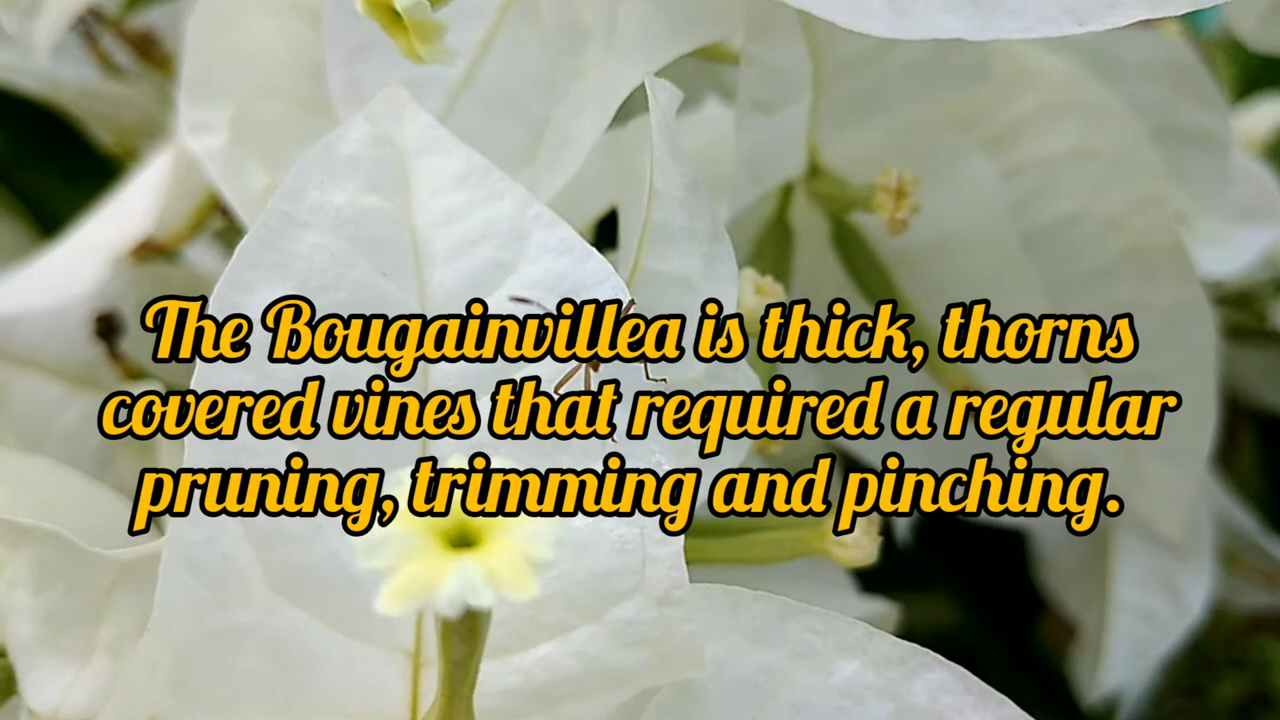 The Bougainvillea is thick, thorns
covered vines that required a regular
pruning, trimming and pinching.